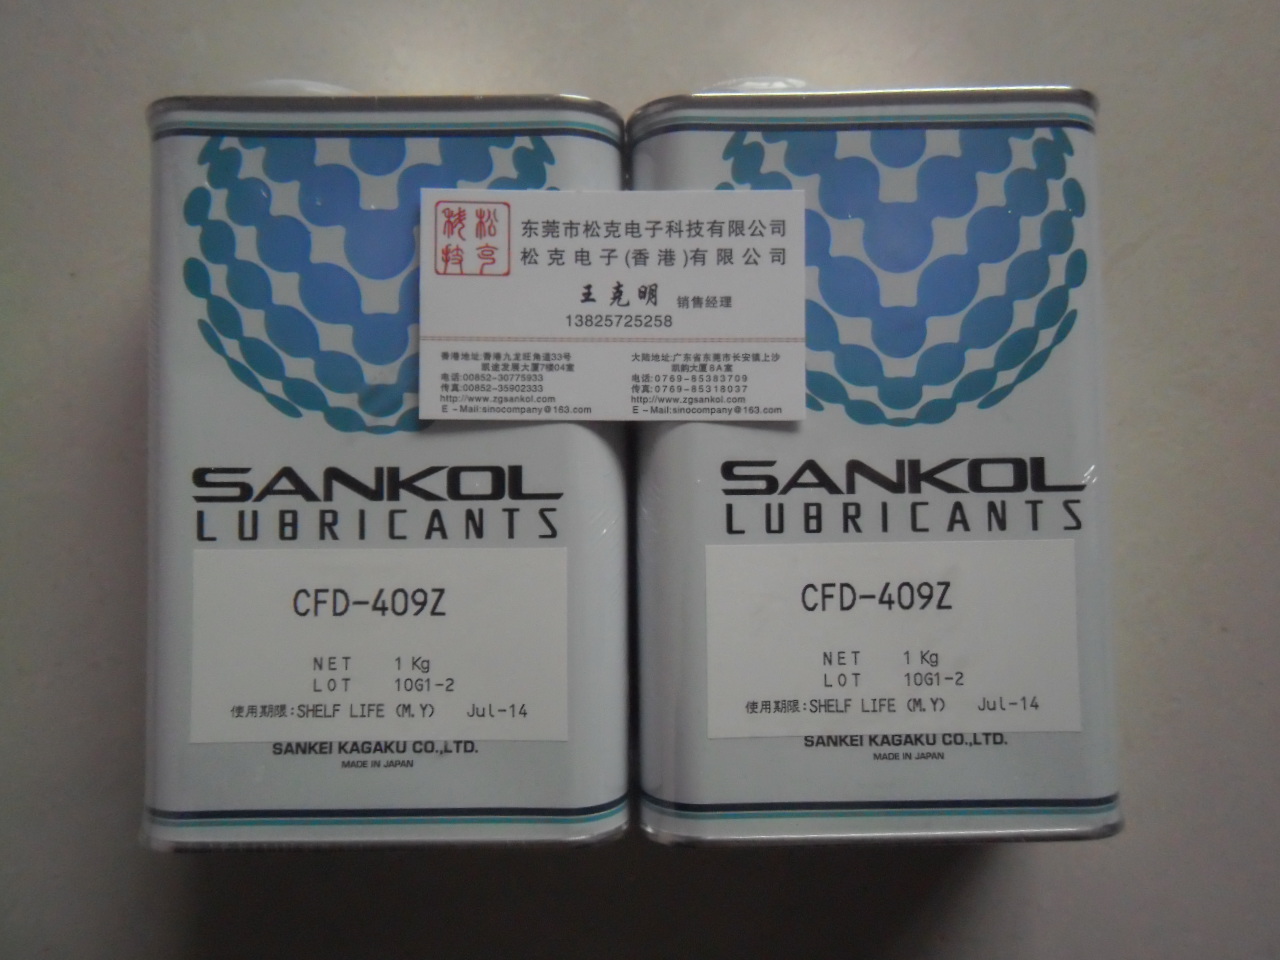 松亨
科技
东莞市松克电子科技有限公司
松克电子(香港)有限公司
王克明 销售经理
13825725258
香港地址:香港九龙旺角道33号
凯途发展大厦7楼04室
电话:00852-30775933
传真:00852-35902333
http://www.zgsankol.com
E-Mail:sinocompany@163.com
大陆地址:广东省东莞市长安镇上沙
凯韵大厦8A室
电话:0769-85383709
传真:0769-85318037
http://www.zgsankol.com
E-Mail:sinocompany@163.com
SANKOL
LUBRICANTS
CFD-409Z
NET 1Kg
LOT 10G1-2
使用期限:SHELF LIFE (M.Y) Jul-14
SANKEI KAGAKU CO.,LTD.
MADE IN JAPAN
SANKOL
LUBRICANTS
CFD-409Z
NET 1Kg
LOT 10G1-2
使用期限:SHELF LIFE (M.Y) Jul-14
SANKEI KAGAKU CO.,LTD.
MADE IN JAPAN